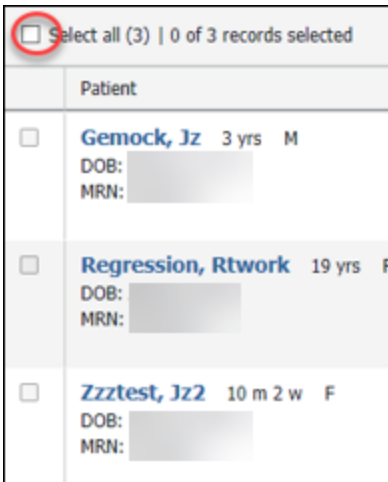 Select all (3) | 0 of 3 records selected
Patient
Gemock, Jz 3 yrs M
DOB:
MRN:
Regression, Rtwork 19 yrs
DOB:
MRN:
Zzztest, Jz2 10 m 2 w F
DOB:
MRN: